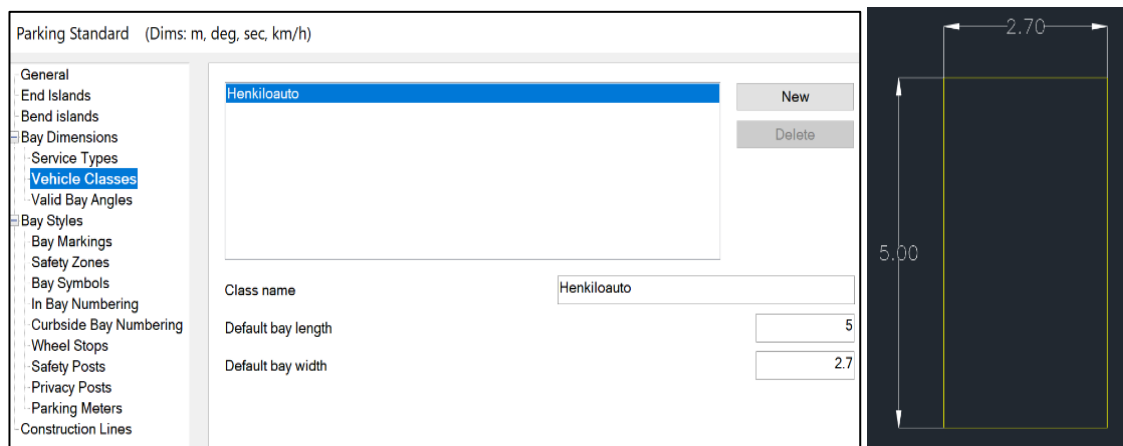 Parking Standard (Dims: m, deg, sec, km/h)
General
End Islands
Bend islands
Bay Dimensions
Service Types
Vehicle Classes
Valid Bay Angles
Bay Styles
Bay Markings
Safety Zones
Bay Symbols
In Bay Numbering
Curbside Bay Numbering
Wheel Stops
Safety Posts
Privacy Posts
Parking Meters
Construction Lines
Henkiloauto
New
Delete
Class name
Henkiloauto
Default bay length
5
Default bay width
2.7
2.70
5.00